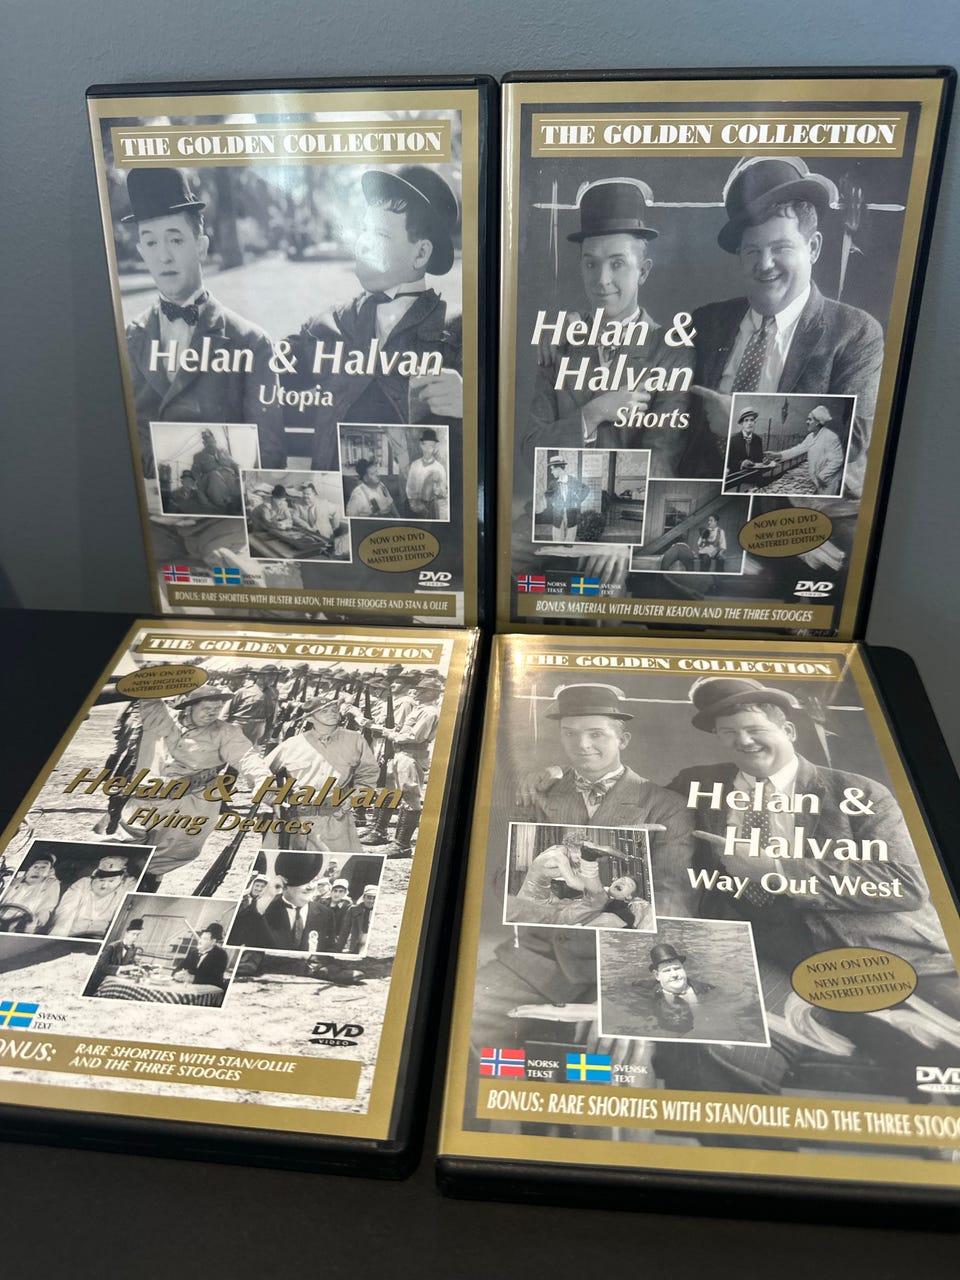 THE GOLDEN COLLECTION
Helan & Halvan
Utopia
NOW ON DVD
NEW DIGITALLY
MASTERED EDITION
NORSK
TEKST
SVENSK
TEXT
DVD
VIDEO
BONUS: RARE SHORTIES WITH BUSTER KEATON, THE THREE STOOGES AND STAN & OLLIE
THE GOLDEN COLLECTION
Helan &
Halvan
Shorts
NOW ON DVD
NEW DIGITALLY
MASTERED EDITION
NORSK
TEKST
SVENSK
TEXT
DVD
VIDEO
BONUS MATERIAL WITH BUSTER KEATON AND THE THREE STOOGES
THE GOLDEN COLLECTION
NOW ON DVD
NEW DIGITALLY
MASTERED EDITION
Helan & Halvan
Flying Deuces
SVENSK
TEXT
DVD
VIDEO
ONUS: RARE SHORTIES WITH STAN/OLLIE
AND THE THREE STOOGES
THE GOLDEN COLLECTION
Helan &
Halvan
Way Out West
NOW ON DVD
NEW DIGITALLY
MASTERED EDITION
NORSK
TEKST
SVENSK
TEXT
DVD
VIDEO
BONUS: RARE SHORTIES WITH STAN/OLLIE AND THE THREE STOOG